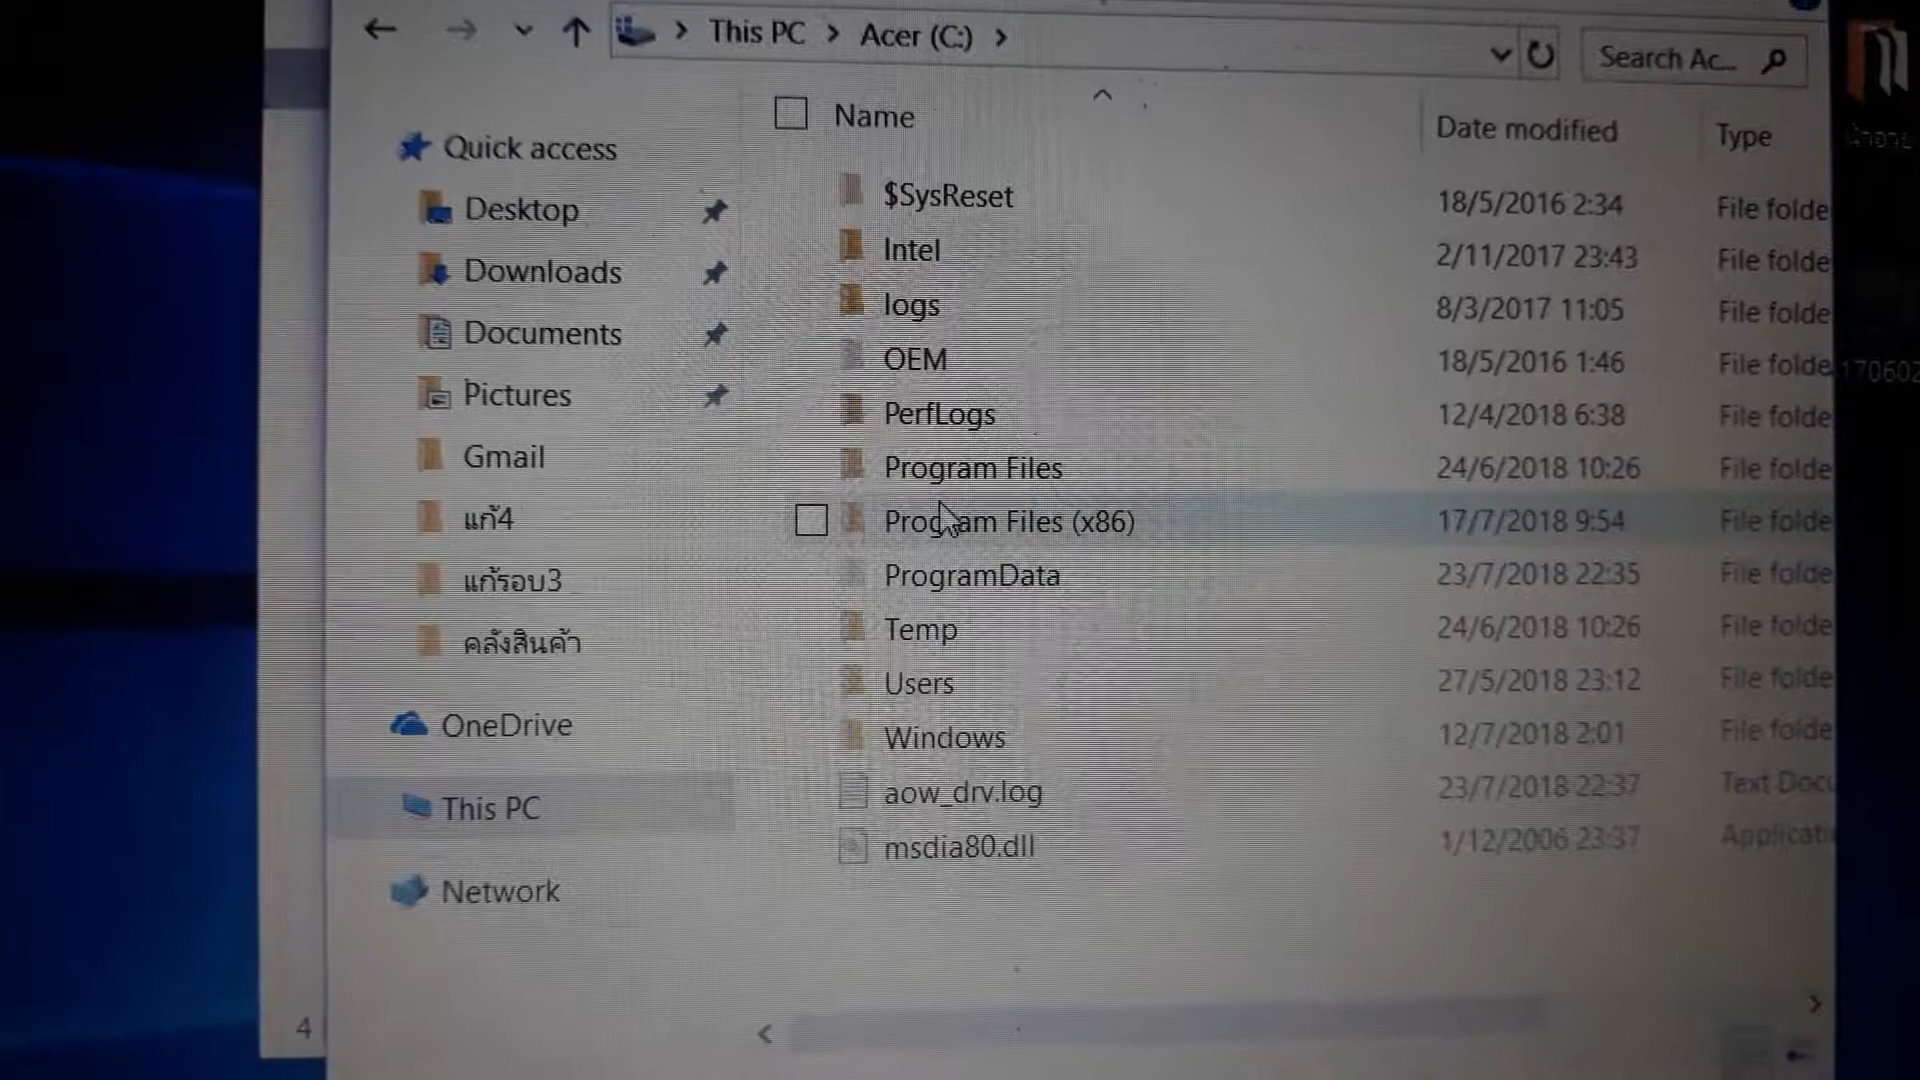 This PC > Acer (C:) >
Search Ac...
Name
Date modified
Type
Quick access
Desktop
Downloads
Documents
Pictures
Gmail
แก้4
แก้รอบ3
คลังสินค้า
OneDrive
This PC
Network
$SysReset 18/5/2016 2:34 File folde
Intel 2/11/2017 23:43 File folde
logs 8/3/2017 11:05 File folde
OEM 18/5/2016 1:46 File folde
PerfLogs 12/4/2018 6:38 File folde
Program Files 24/6/2018 10:26 File folde
Program Files (x86) 17/7/2018 9:54 File folde
ProgramData 23/7/2018 22:35 File folde
Temp 24/6/2018 10:26 File folde
Users 27/5/2018 23:12 File folde
Windows 12/7/2018 2:01 File folde
aow_drv.log 23/7/2018 22:37 Text Docu
msdia80.dll 1/12/2006 23:37 Applicati
170602
4